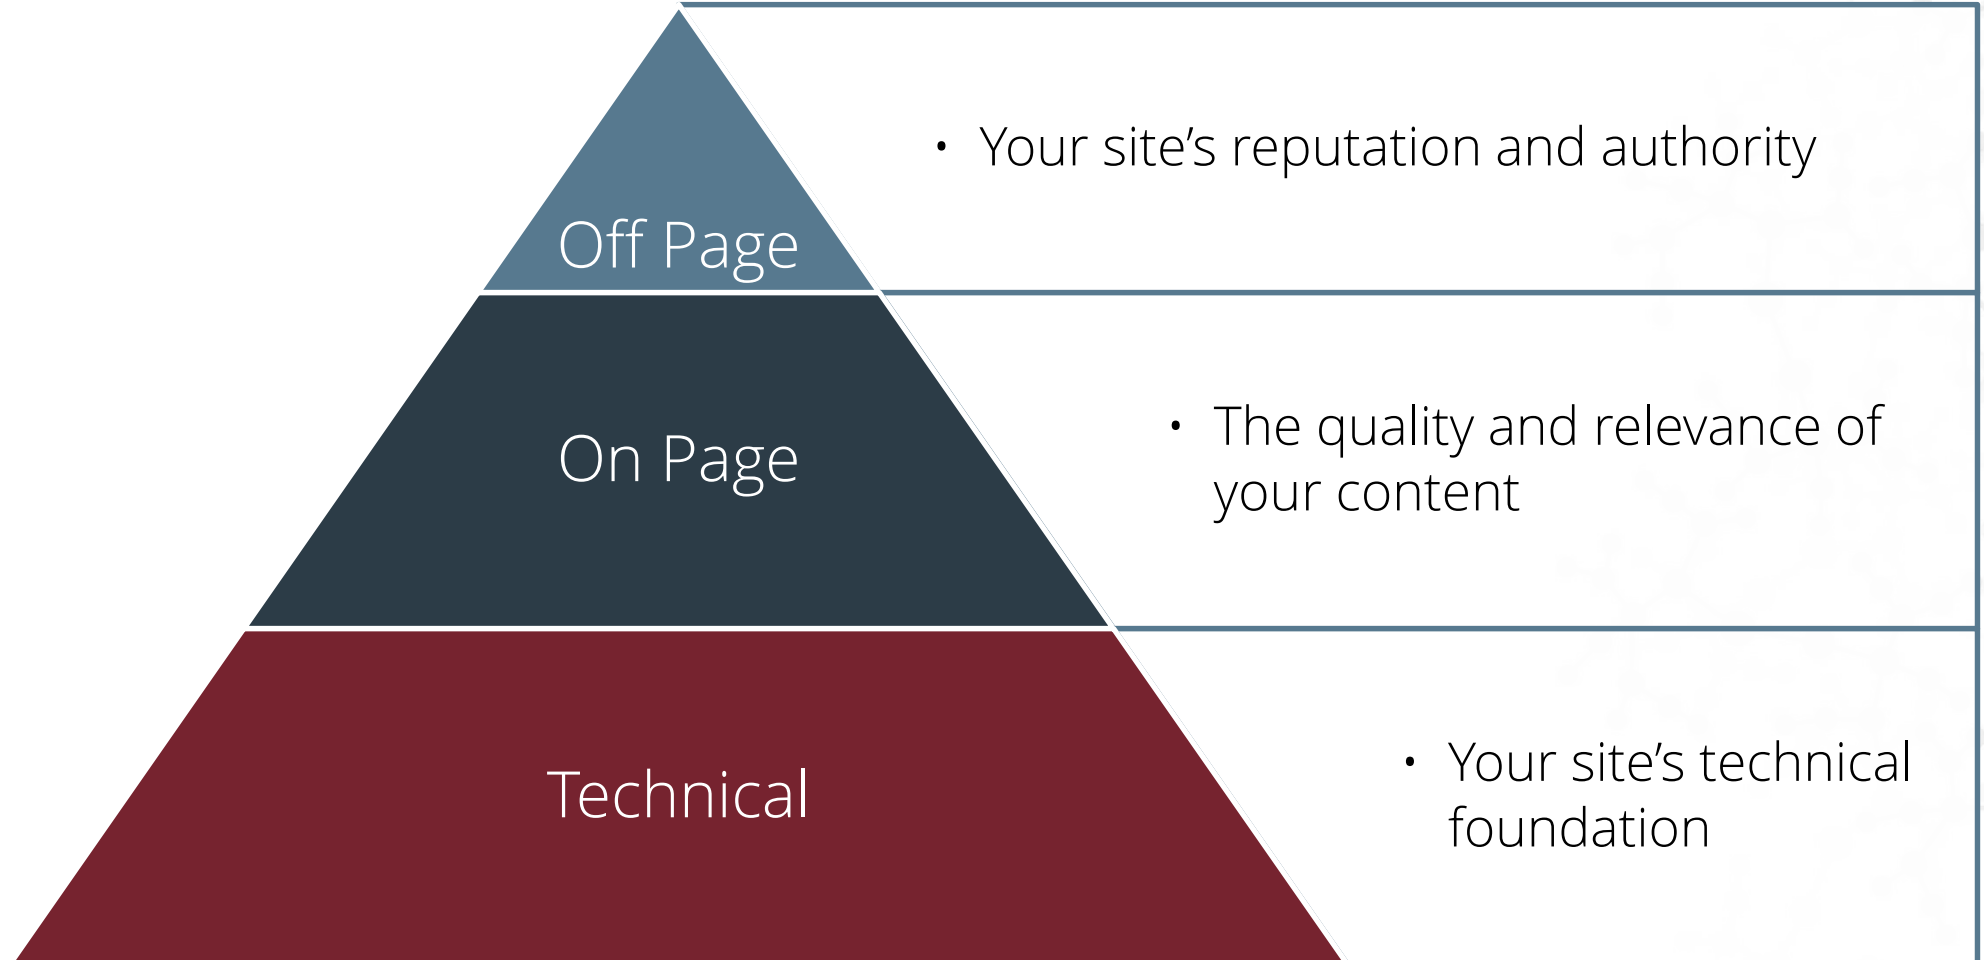 Off Page
• Your site’s reputation and authority
On Page
• The quality and relevance of
your content
Technical
• Your site’s technical
foundation